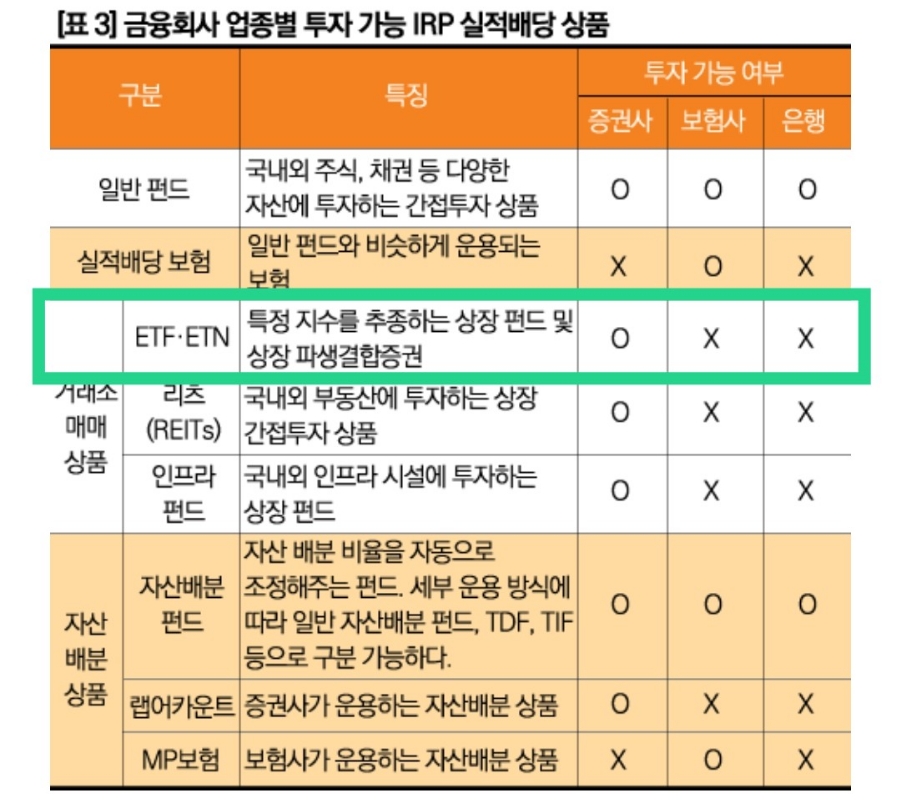 [표 3] 금융회사 업종별 투자 가능 IRP 실적배당 상품
구분
특징
투자 가능 여부
증권사
보험사
은행
일반 펀드
국내외 주식, 채권 등 다양한
자산에 투자하는 간접투자 상품
O
O
O
실적배당 보험
일반 펀드와 비슷하게 운용되는
보험
X
O
X
거래소
매매
상품
ETF·ETN
특정 지수를 추종하는 상장 펀드 및
상장 파생결합증권
O
X
X
리츠
(REITs)
국내외 부동산에 투자하는 상장
간접투자 상품
O
X
X
인프라
펀드
국내외 인프라 시설에 투자하는
상장 펀드
O
X
X
자산
배분
상품
자산배분
펀드
자산 배분 비율을 자동으로
조정해주는 펀드. 세부 운용 방식에
따라 일반 자산배분 펀드, TDF, TIF
등으로 구분 가능하다.
O
O
O
랩어카운트
증권사가 운용하는 자산배분 상품
O
X
X
MP보험
보험사가 운용하는 자산배분 상품
X
O
X